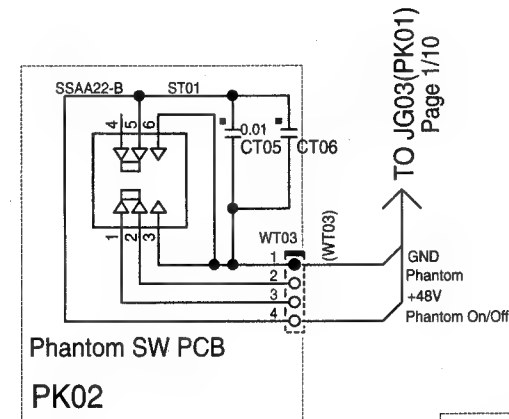 TO JG03(PK01)
Page 1/10
SSAA22-B
ST01
4
5
6
0.01
CT05
CT06
1
2
3
WT03
(WT03)
1
2
3
4
GND
Phantom
+48V
Phantom On/Off
Phantom SW PCB
PK02